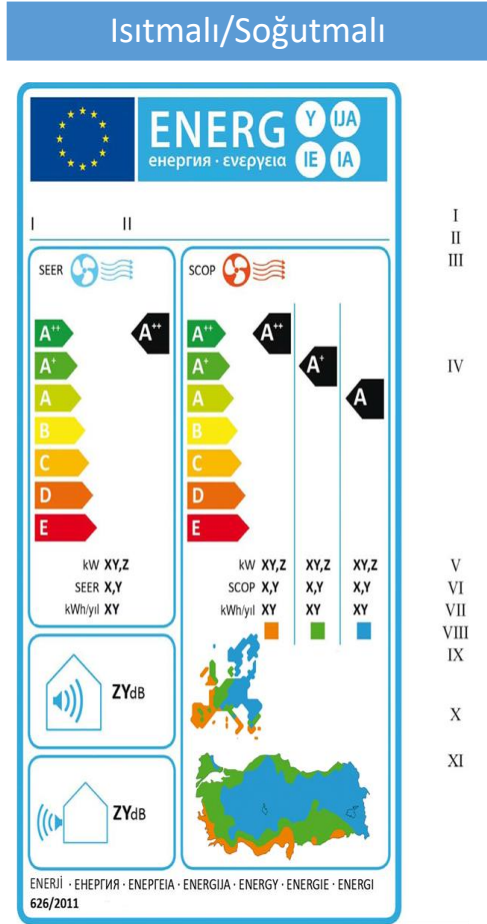 Isıtmalı/Soğutmalı
ENERG Y IJA
енергия · ενεργεια IE IA
I II
SEER
A++ A++
A+
A
B
C
D
E
kW XY,Z
SEER X,Y
kWh/yıl XY
SCOP
A++ A++
A+ A+
A A
B
C
D
E
kW XY,Z XY,Z XY,Z
SCOP X,Y X,Y X,Y
kWh/yıl XY XY XY
ZYdB
ZYdB
ENERJİ · ЕНЕРГИЯ · ΕΝΕΡΓΕΙΑ · ENERGIJA · ENERGY · ENERGIE · ENERGI
626/2011
I
II
III
IV
V
VI
VII
VIII
IX
X
XI